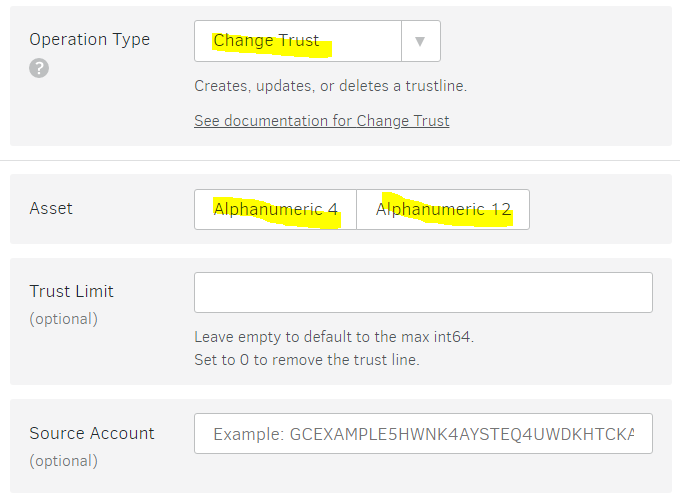 Operation Type
Change Trust
?
Creates, updates, or deletes a trustline.
See documentation for Change Trust
Asset
Alphanumeric 4
Alphanumeric 12
Trust Limit
(optional)
Leave empty to default to the max int64.
Set to 0 to remove the trust line.
Source Account
Example: GCEXAMPLE5HWNK4AYSTEQ4UWDKHTCKA
(optional)